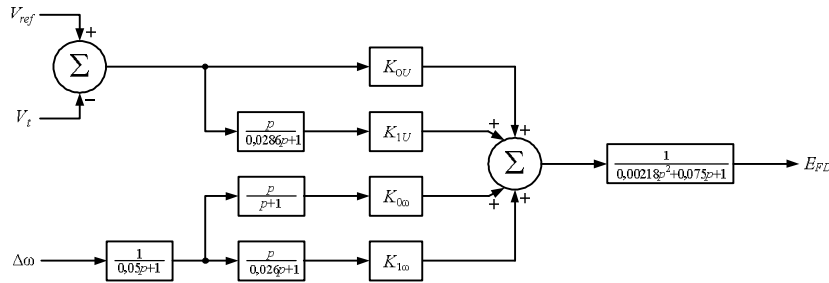 V_ref
+
Σ
−
V_t
K_0U
p
0,0286p+1
K_1U
+
+
Σ
+
+
1
0,00218p²+0,075p+1
E_FD
p
p+1
K_0ω
Δω
1
0,05p+1
p
0,026p+1
K_1ω